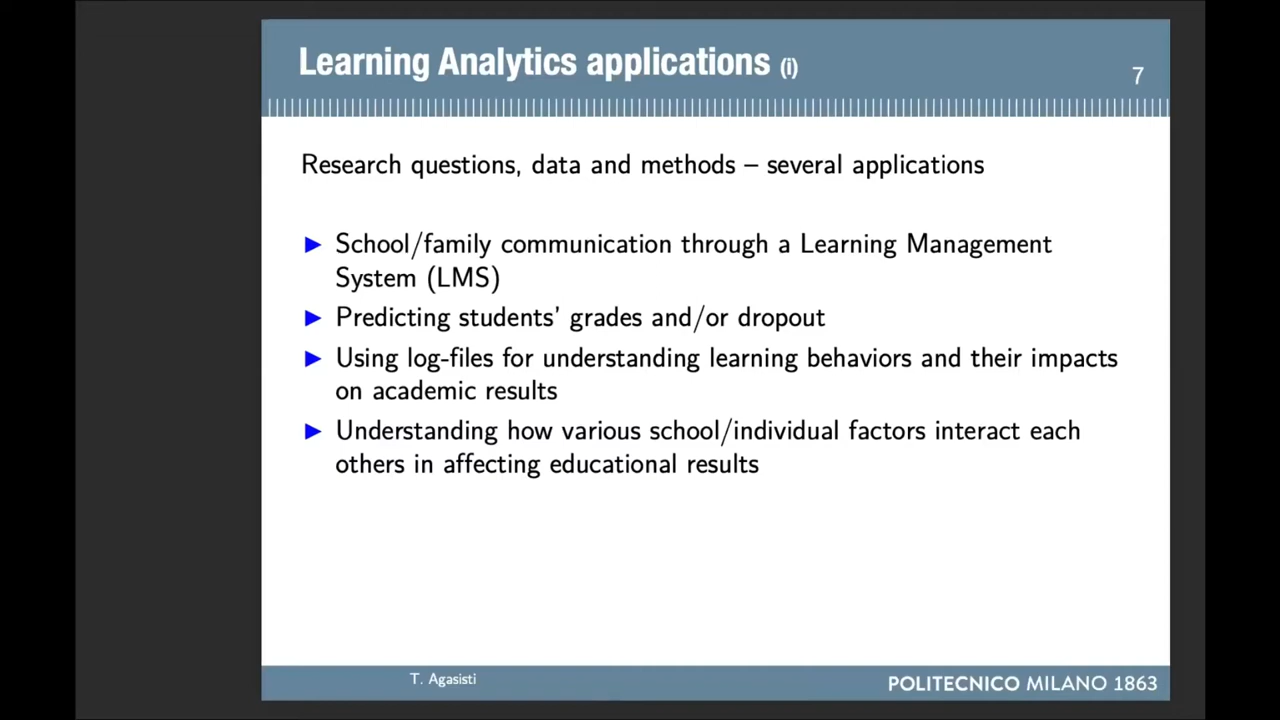 Learning Analytics applications (i)
7
Research questions, data and methods – several applications
▶ School/family communication through a Learning Management
System (LMS)
▶ Predicting students' grades and/or dropout
▶ Using log-files for understanding learning behaviors and their impacts
on academic results
▶ Understanding how various school/individual factors interact each
others in affecting educational results
T. Agasisti
POLITECNICO MILANO 1863